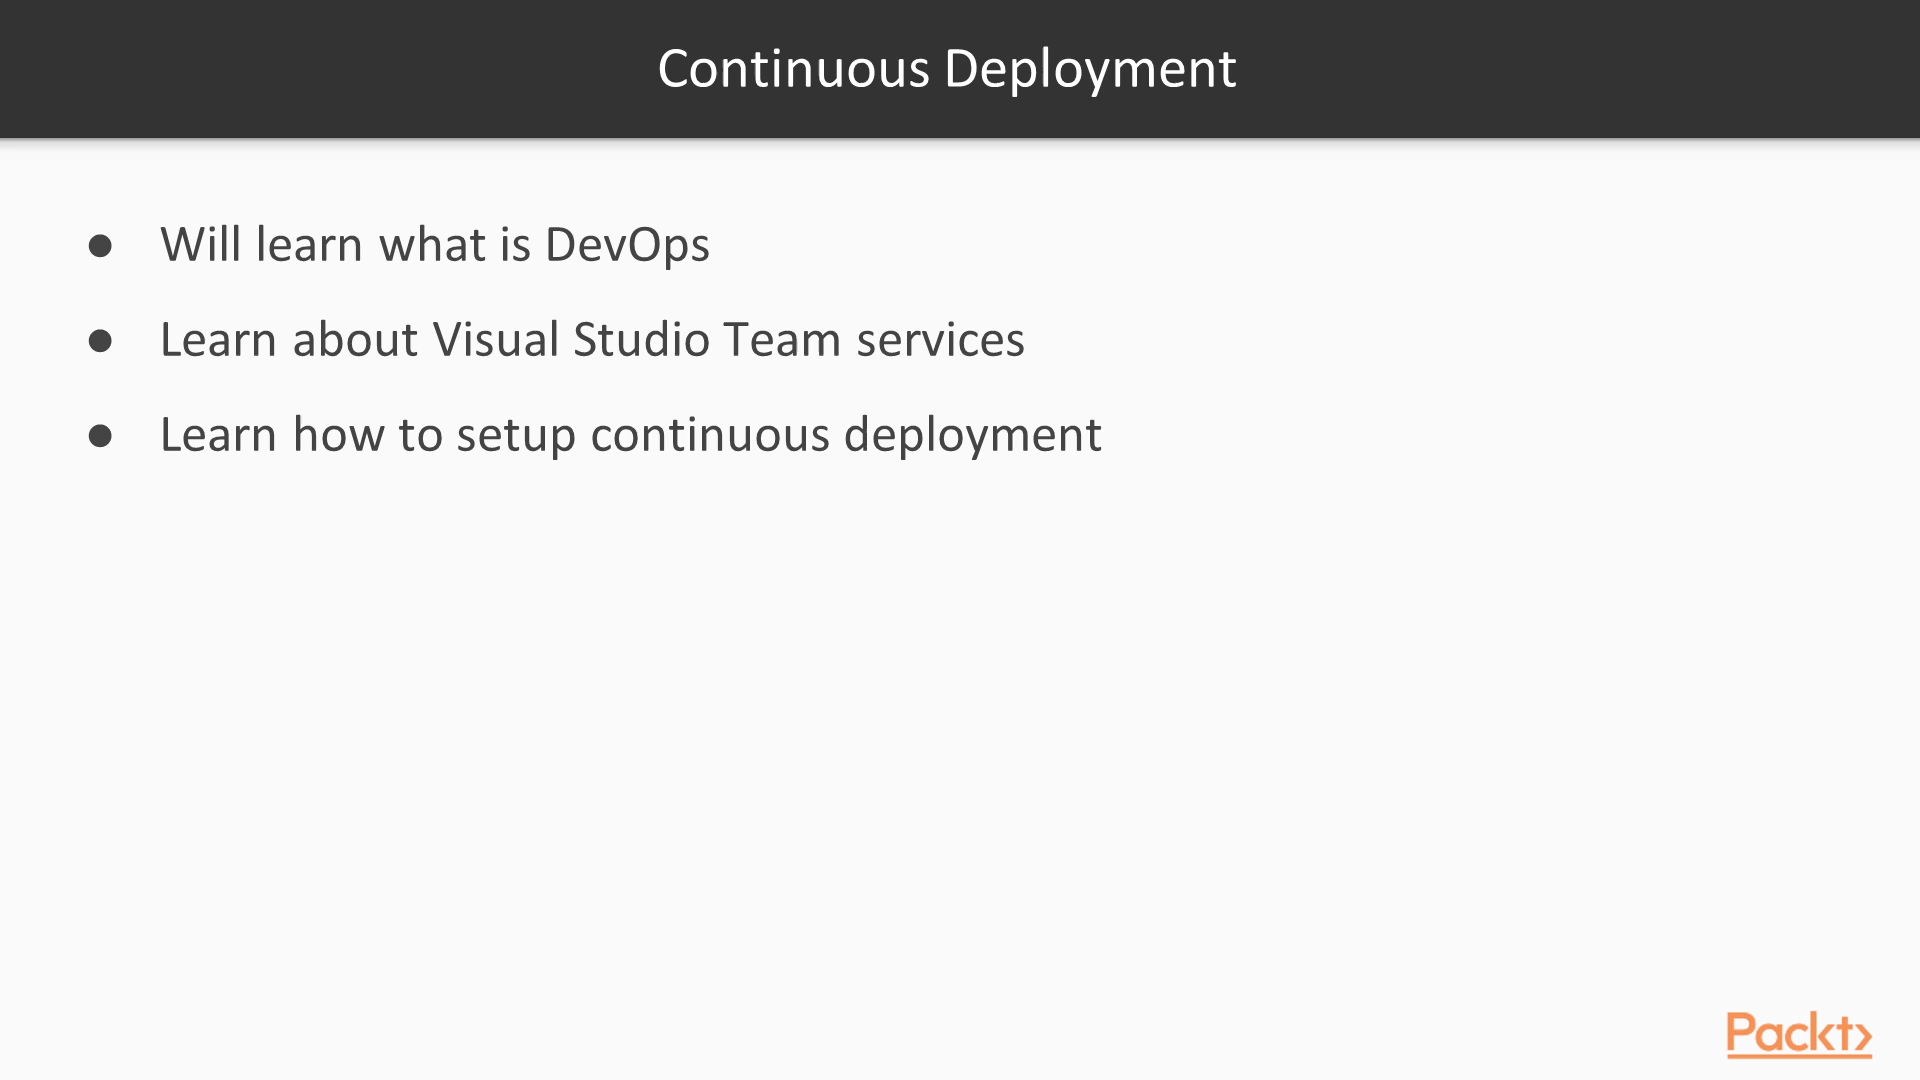 Continuous Deployment
● Will learn what is DevOps
● Learn about Visual Studio Team services
● Learn how to setup continuous deployment
Packt>